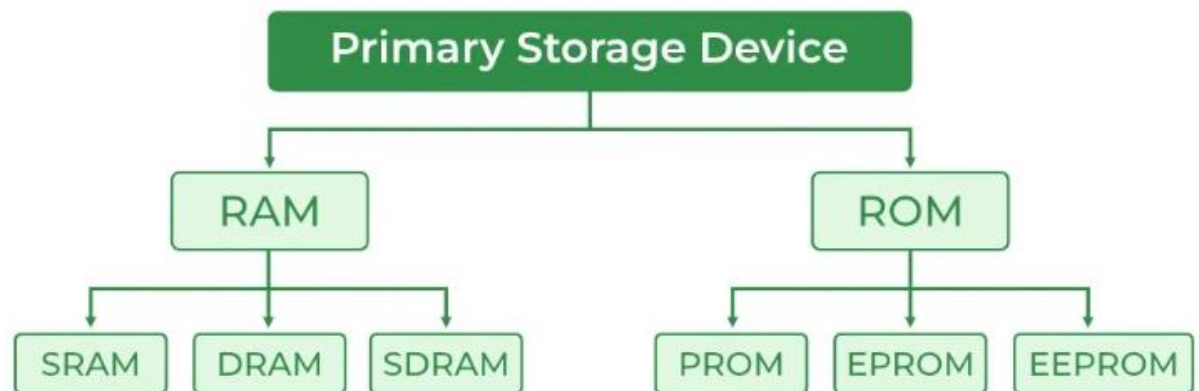 Primary Storage Device
RAM
ROM
SRAM
DRAM
SDRAM
PROM
EPROM
EEPROM